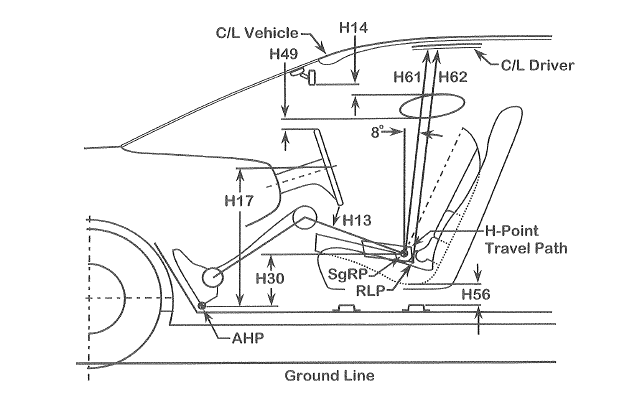 C/L Vehicle
H14
H49
C/L Driver
H61
H62
8°
H17
H13
H-Point
Travel Path
H30
SgRP
RLP
H56
AHP
Ground Line